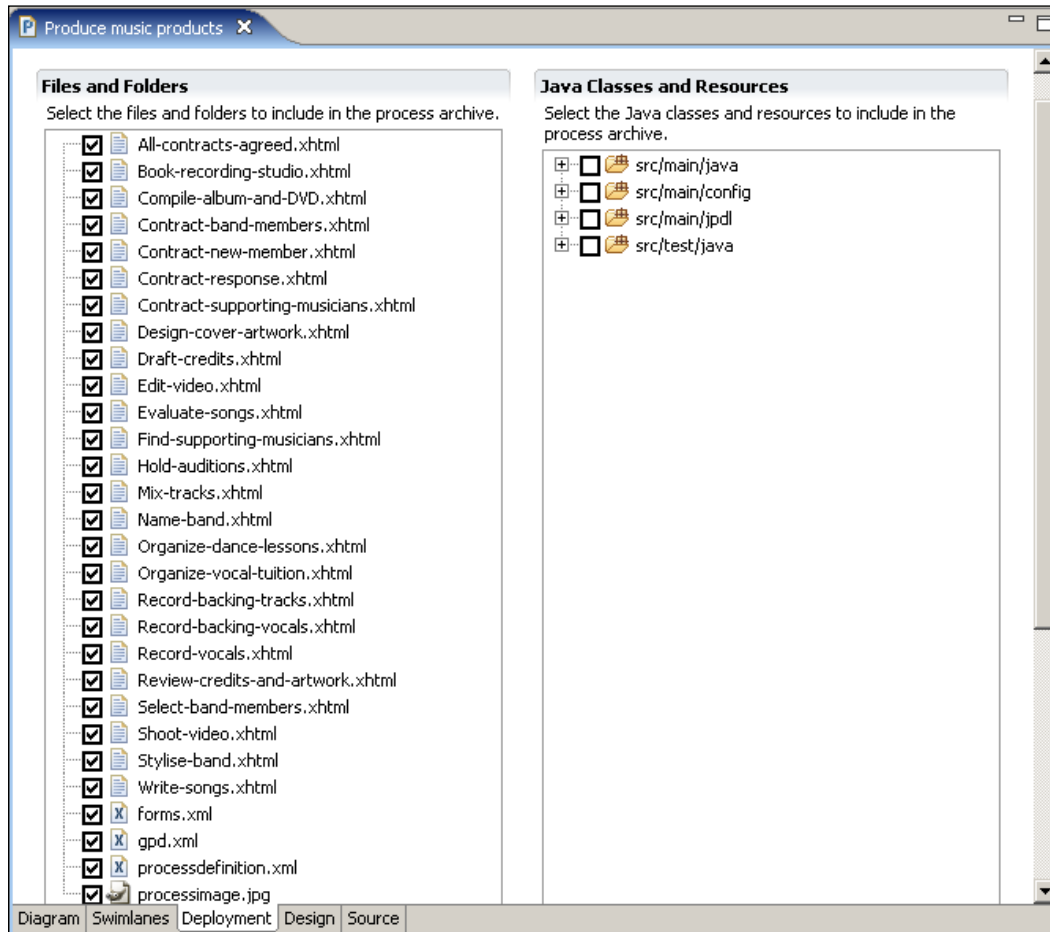 Produce music products
Files and Folders
Select the files and folders to include in the process archive.
All-contracts-agreed.xhtml
Book-recording-studio.xhtml
Compile-album-and-DVD.xhtml
Contract-band-members.xhtml
Contract-new-member.xhtml
Contract-response.xhtml
Contract-supporting-musicians.xhtml
Design-cover-artwork.xhtml
Draft-credits.xhtml
Edit-video.xhtml
Evaluate-songs.xhtml
Find-supporting-musicians.xhtml
Hold-auditions.xhtml
Mix-tracks.xhtml
Name-band.xhtml
Organize-dance-lessons.xhtml
Organize-vocal-tuition.xhtml
Record-backing-tracks.xhtml
Record-backing-vocals.xhtml
Record-vocals.xhtml
Review-credits-and-artwork.xhtml
Select-band-members.xhtml
Shoot-video.xhtml
Stylise-band.xhtml
Write-songs.xhtml
forms.xml
gpd.xml
processdefinition.xml
processimage.jpg
Java Classes and Resources
Select the Java classes and resources to include in the
process archive.
src/main/java
src/main/config
src/main/jpdl
src/test/java
Diagram Swimlanes Deployment Design Source